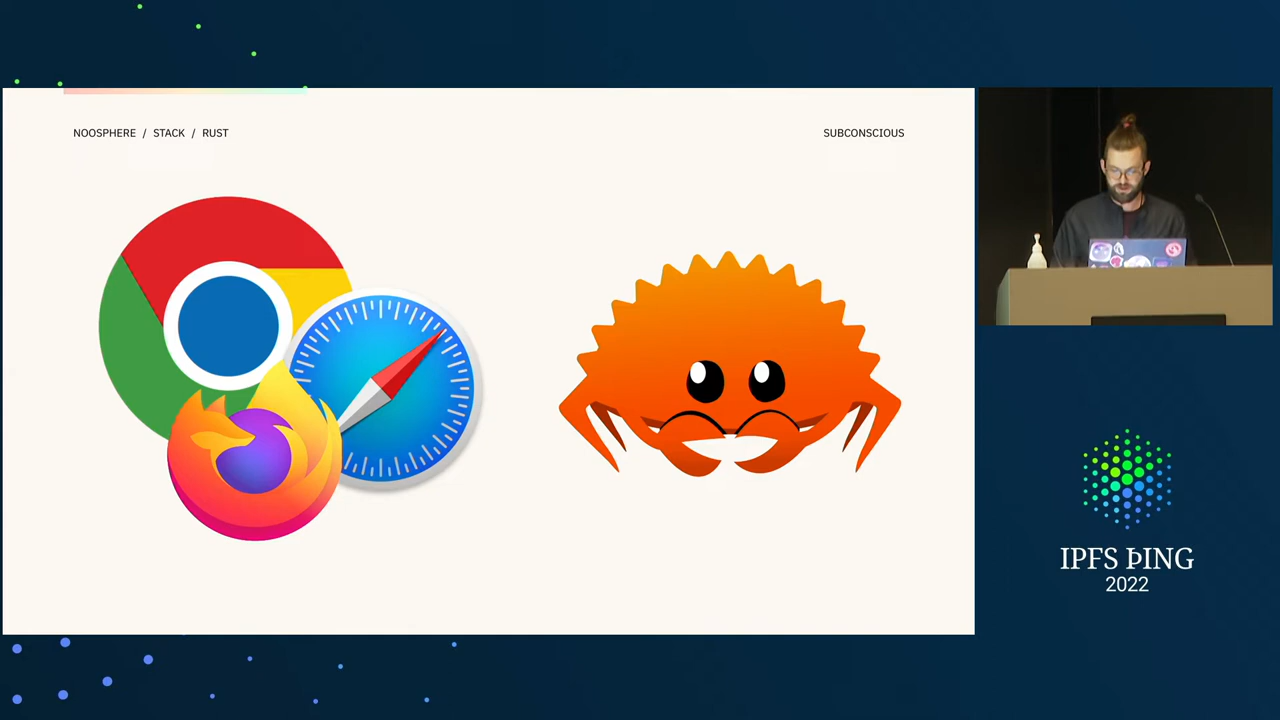 NOOSPHERE / STACK / RUST
SUBCONSCIOUS
IPFS ÞING
2022